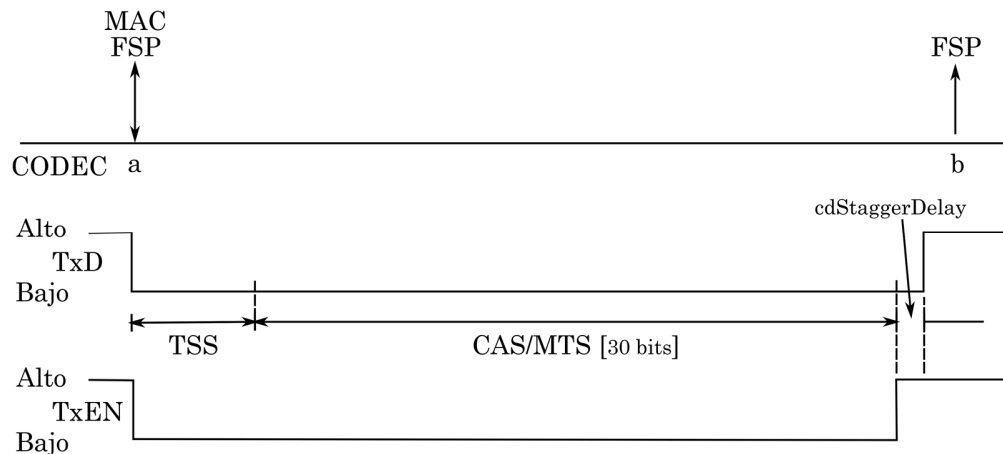 MAC
FSP
FSP
CODEC a b
cdStaggerDelay
Alto
TxD
Bajo
TSS CAS/MTS [30 bits]
Alto
TxEN
Bajo